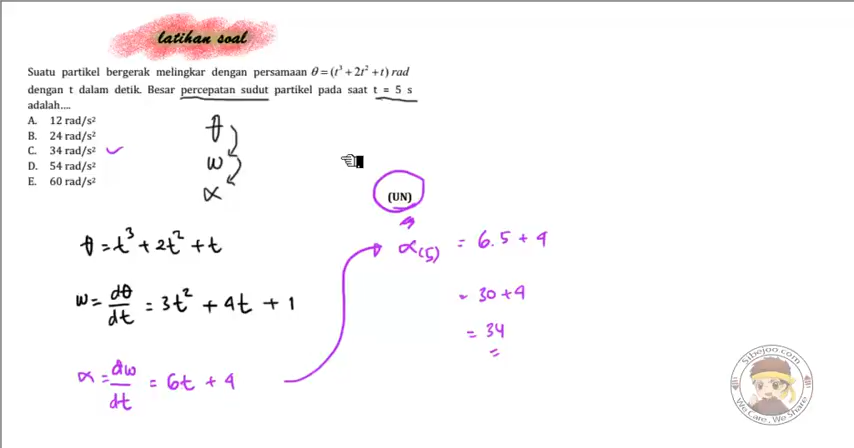 latihan soal
Suatu partikel bergerak melingkar dengan persamaan θ = (t³ + 2t² + t) rad
dengan t dalam detik. Besar percepatan sudut partikel pada saat t = 5 s
adalah....
A. 12 rad/s²
B. 24 rad/s²
C. 34 rad/s²
D. 54 rad/s²
E. 60 rad/s²
θ
ω
α
(UN)
θ = t³ + 2t² + t
ω = dθ/dt = 3t² + 4t + 1
α = dω/dt = 6t + 4
α(5) = 6.5 + 4
= 30 + 4
= 34
Sibejoo.com
We Care, We Share